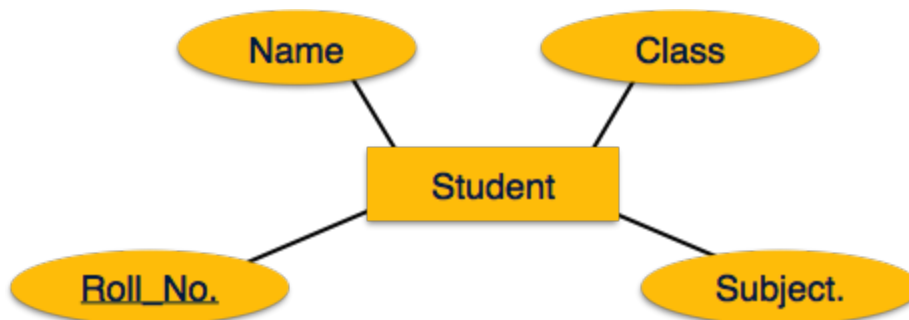 Name
Class
Student
Roll_No.
Subject.